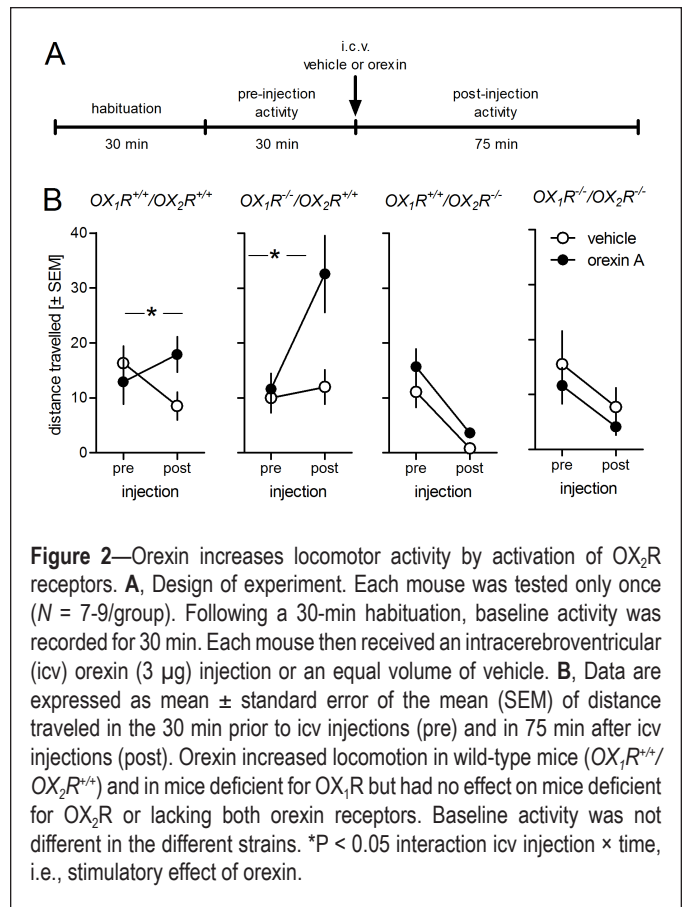 A
i.c.v.
vehicle or orexin
habituation
pre-injection
activity
post-injection
activity
30 min
30 min
75 min
B
OX₁R⁺/⁺/OX₂R⁺/⁺
OX₁R⁻/⁻/OX₂R⁺/⁺
OX₁R⁺/⁺/OX₂R⁻/⁻
OX₁R⁻/⁻/OX₂R⁻/⁻
distance travelled [± SEM]
40
30
20
10
0
*
*
vehicle
orexin A
pre post
pre post
pre post
pre post
injection
injection
injection
injection
Figure 2—Orexin increases locomotor activity by activation of OX₂R
receptors. A, Design of experiment. Each mouse was tested only once
(N = 7-9/group). Following a 30-min habituation, baseline activity was
recorded for 30 min. Each mouse then received an intracerebroventricular
(icv) orexin (3 µg) injection or an equal volume of vehicle. B, Data are
expressed as mean ± standard error of the mean (SEM) of distance
traveled in the 30 min prior to icv injections (pre) and in 75 min after icv
injections (post). Orexin increased locomotion in wild-type mice (OX₁R⁺/⁺/
OX₂R⁺/⁺) and in mice deficient for OX₁R but had no effect on mice deficient
for OX₂R or lacking both orexin receptors. Baseline activity was
not different in the different strains. *P < 0.05 interaction icv injection × time,
i.e., stimulatory effect of orexin.